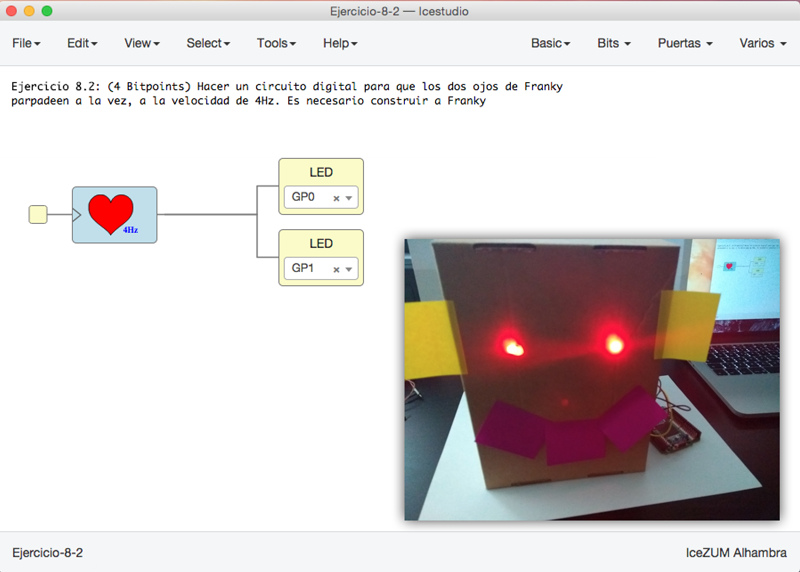 Ejercicio-8-2 — Icestudio
File Edit View Select Tools Help Basic Bits Puertas Varios
Ejercicio 8.2: (4 Bitpoints) Hacer un circuito digital para que los dos ojos de Franky
parpadeen a la vez, a la velocidad de 4Hz. Es necesario construir a Franky
LED
GP0
4Hz
LED
GP1
Ejercicio-8-2 IceZUM Alhambra